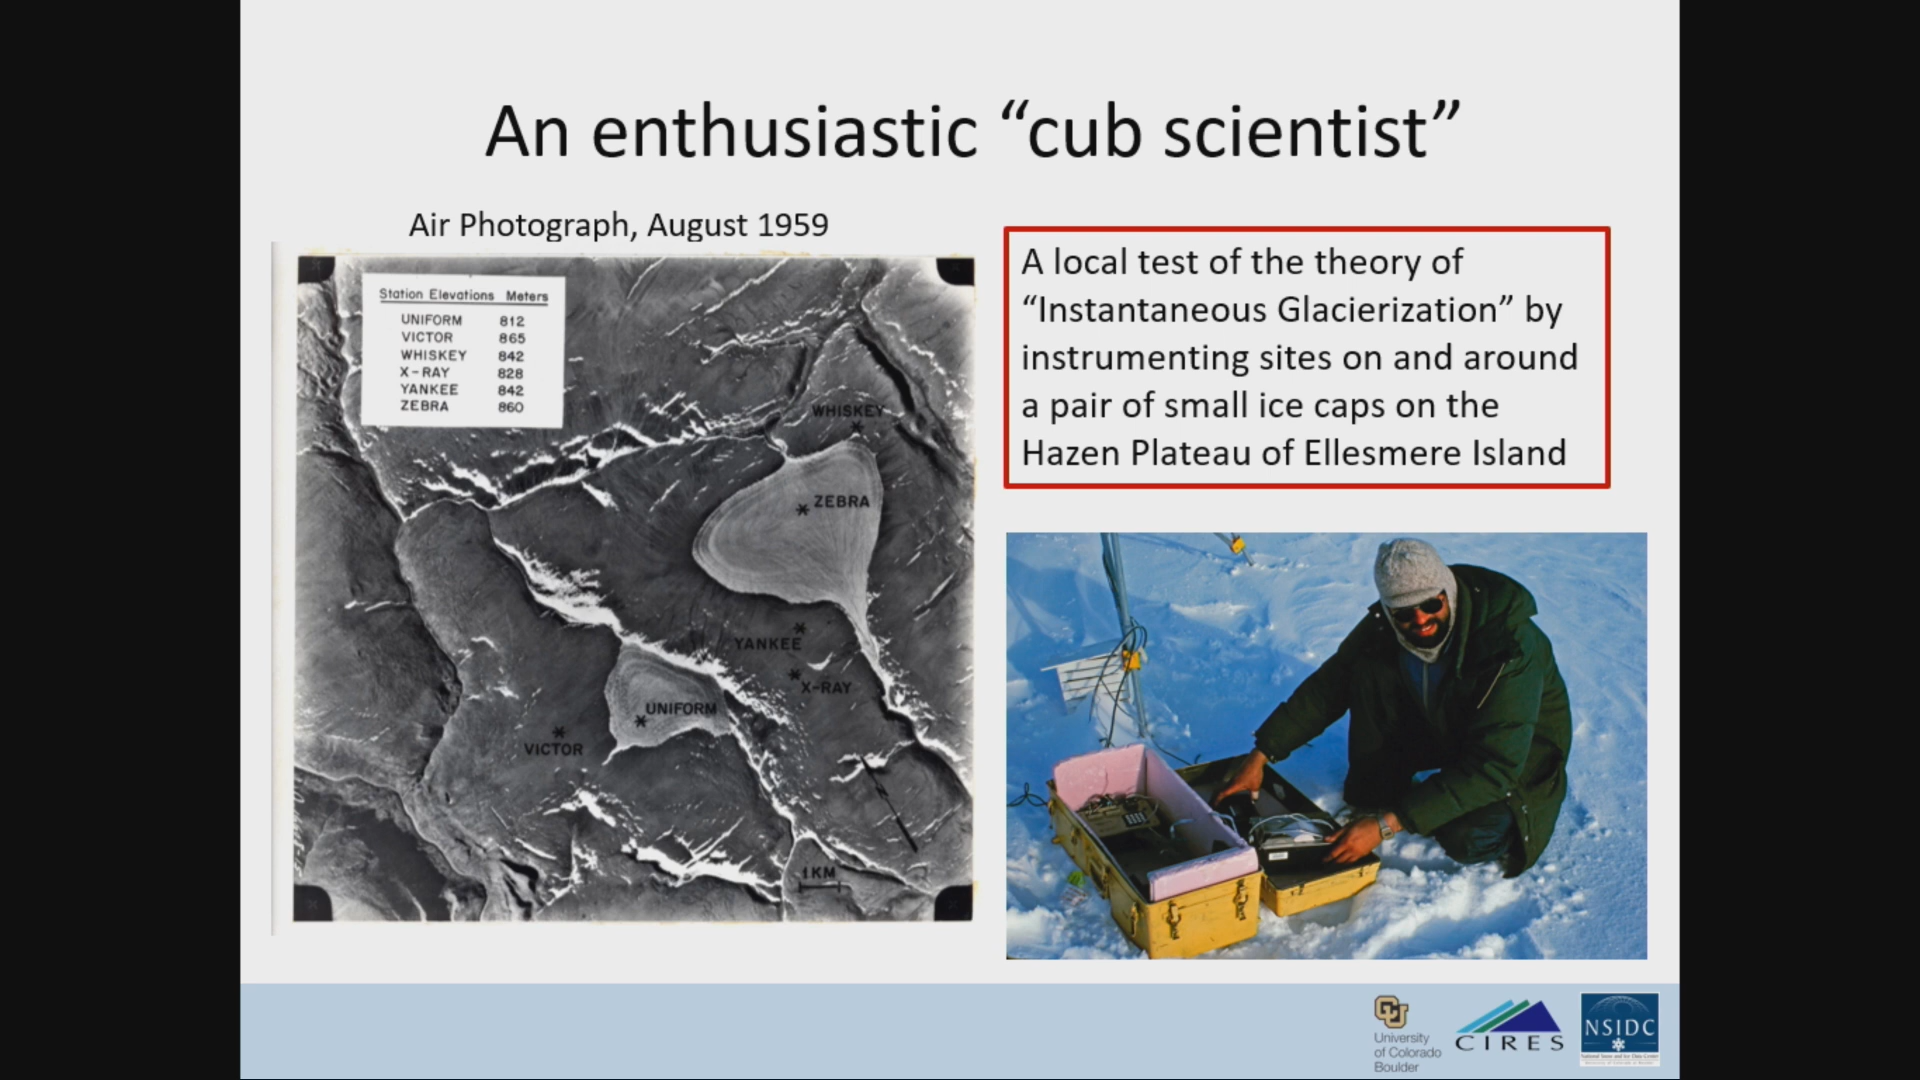 An enthusiastic “cub scientist”
Air Photograph, August 1959
Station Elevations Meters
UNIFORM 812
VICTOR 865
WHISKEY 842
X-RAY 828
YANKEE 842
ZEBRA 860
WHISKEY
ZEBRA
YANKEE
X-RAY
UNIFORM
VICTOR
1KM
A local test of the theory of
“Instantaneous Glacierization” by
instrumenting sites on and around
a pair of small ice caps on the
Hazen Plateau of Ellesmere Island
CU
University
of Colorado
Boulder
CIRES
NSIDC